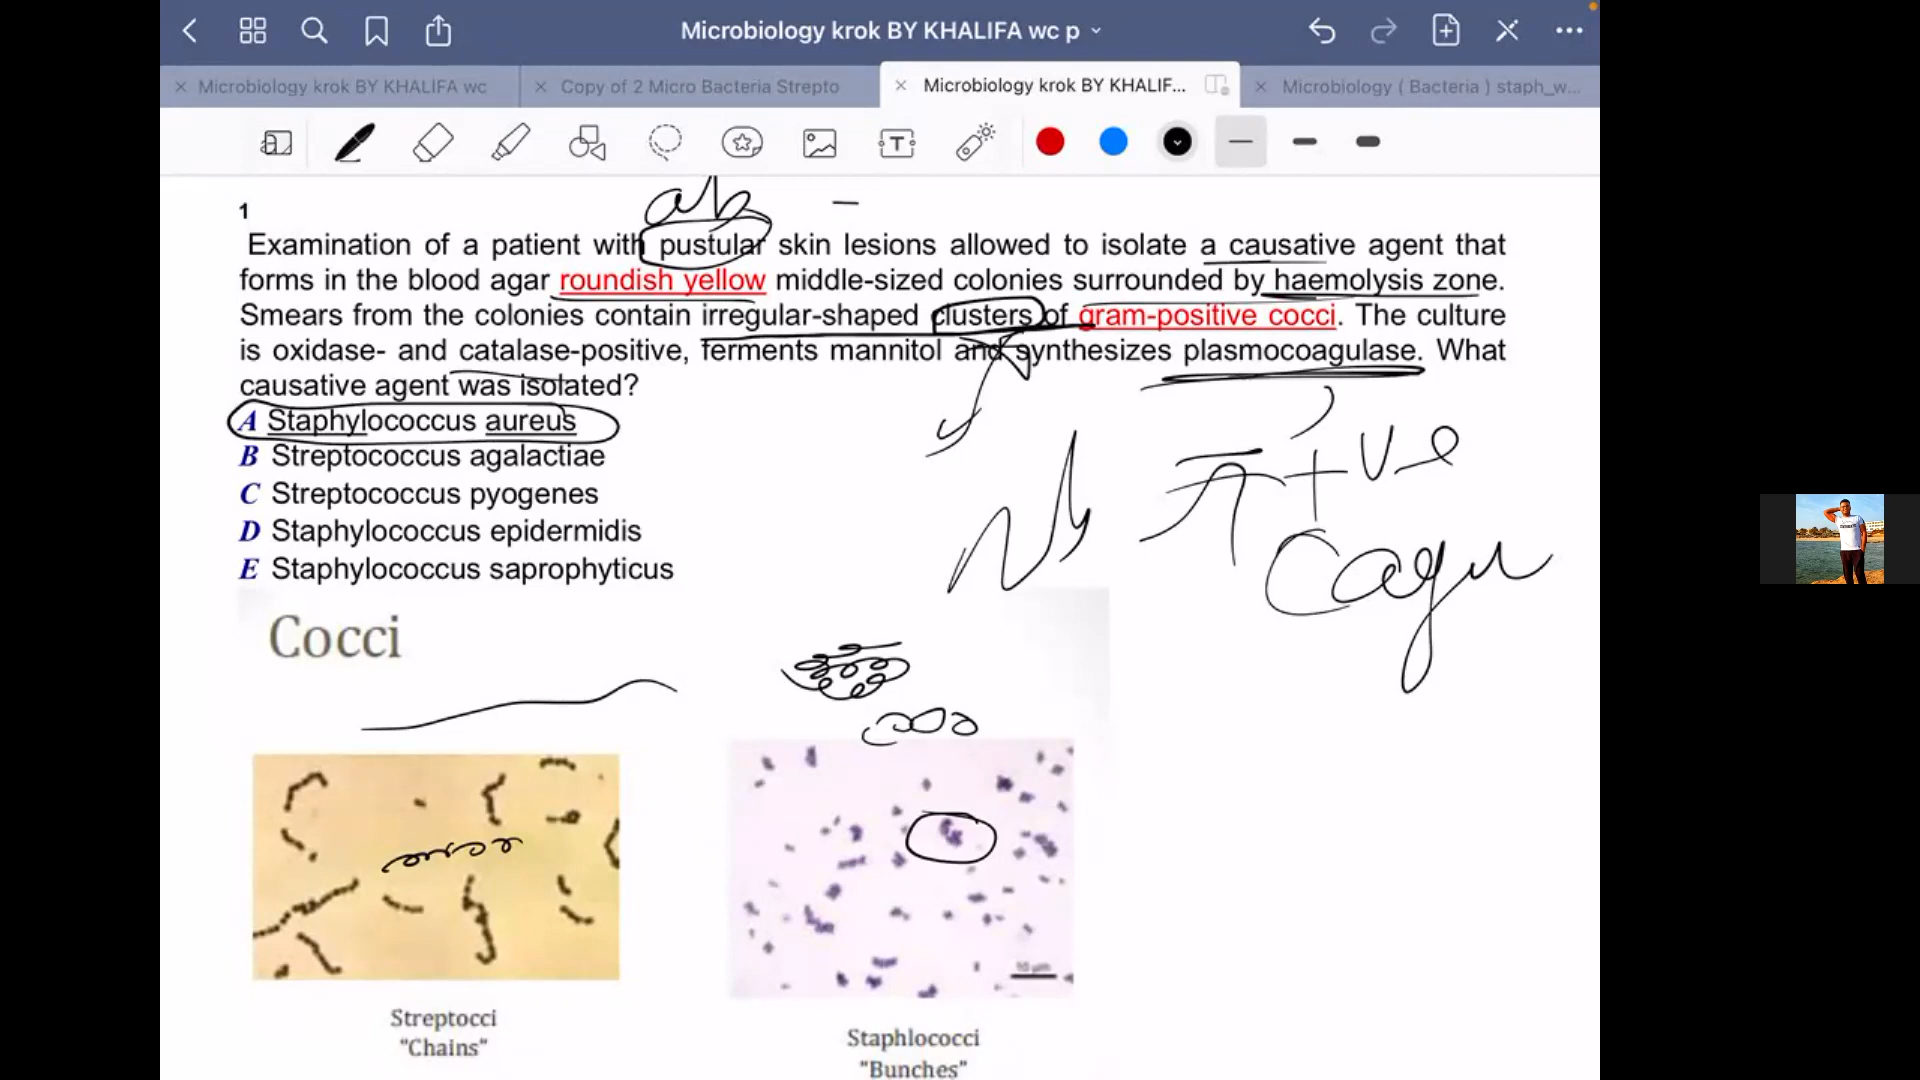 Microbiology krok BY KHALIFA wc p
Microbiology krok BY KHALIFA wc
Copy of 2 Micro Bacteria Strepto
Microbiology krok BY KHALIF...
Microbiology ( Bacteria ) staph_w...
ab -
1
Examination of a patient with pustular skin lesions allowed to isolate a causative agent that
forms in the blood agar roundish yellow middle-sized colonies surrounded by haemolysis zone.
Smears from the colonies contain irregular-shaped clusters of gram-positive cocci. The culture
is oxidase- and catalase-positive, ferments mannitol and synthesizes plasmocoagulase. What
causative agent was isolated?
A Staphylococcus aureus
B Streptococcus agalactiae
C Streptococcus pyogenes
D Staphylococcus epidermidis
E Staphylococcus saprophyticus
+ve
Cocci
10 µm
Streptocci
"Chains"
Staphlococci
"Bunches"